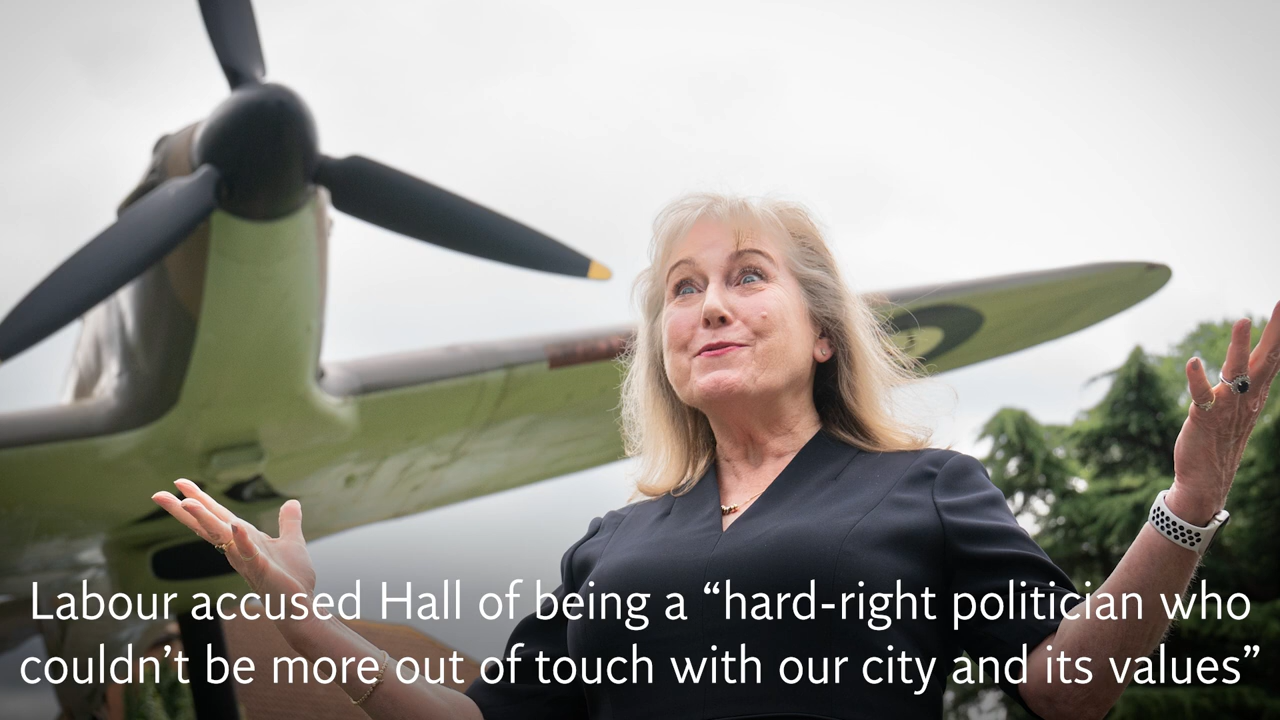 Labour accused Hall of being a “hard-right politician who
couldn’t be more out of touch with our city and its values”